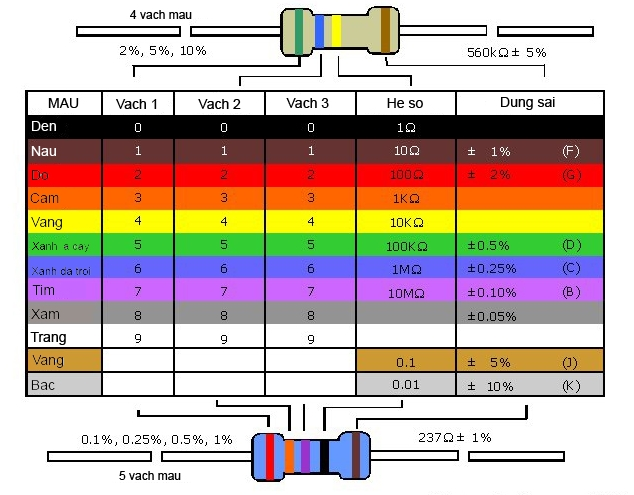 4 vach mau
2%, 5%, 10%
560kΩ ± 5%
MAU Vach 1 Vach 2 Vach 3 He so Dung sai
Den 0 0 0 1Ω
Nau 1 1 1 10Ω ± 1% (F)
Do 2 2 2 100Ω ± 2% (G)
Cam 3 3 3 1KΩ
Vang 4 4 4 10KΩ
Xanh la cay 5 5 5 100KΩ ±0.5% (D)
Xanh da troi 6 6 6 1MΩ ±0.25% (C)
Tim 7 7 7 10MΩ ±0.10% (B)
Xam 8 8 8 ±0.05%
Trang 9 9 9
Vang 0.1 ± 5% (J)
Bac 0.01 ± 10% (K)
0.1%, 0.25%, 0.5%, 1%
237Ω ± 1%
5 vach mau